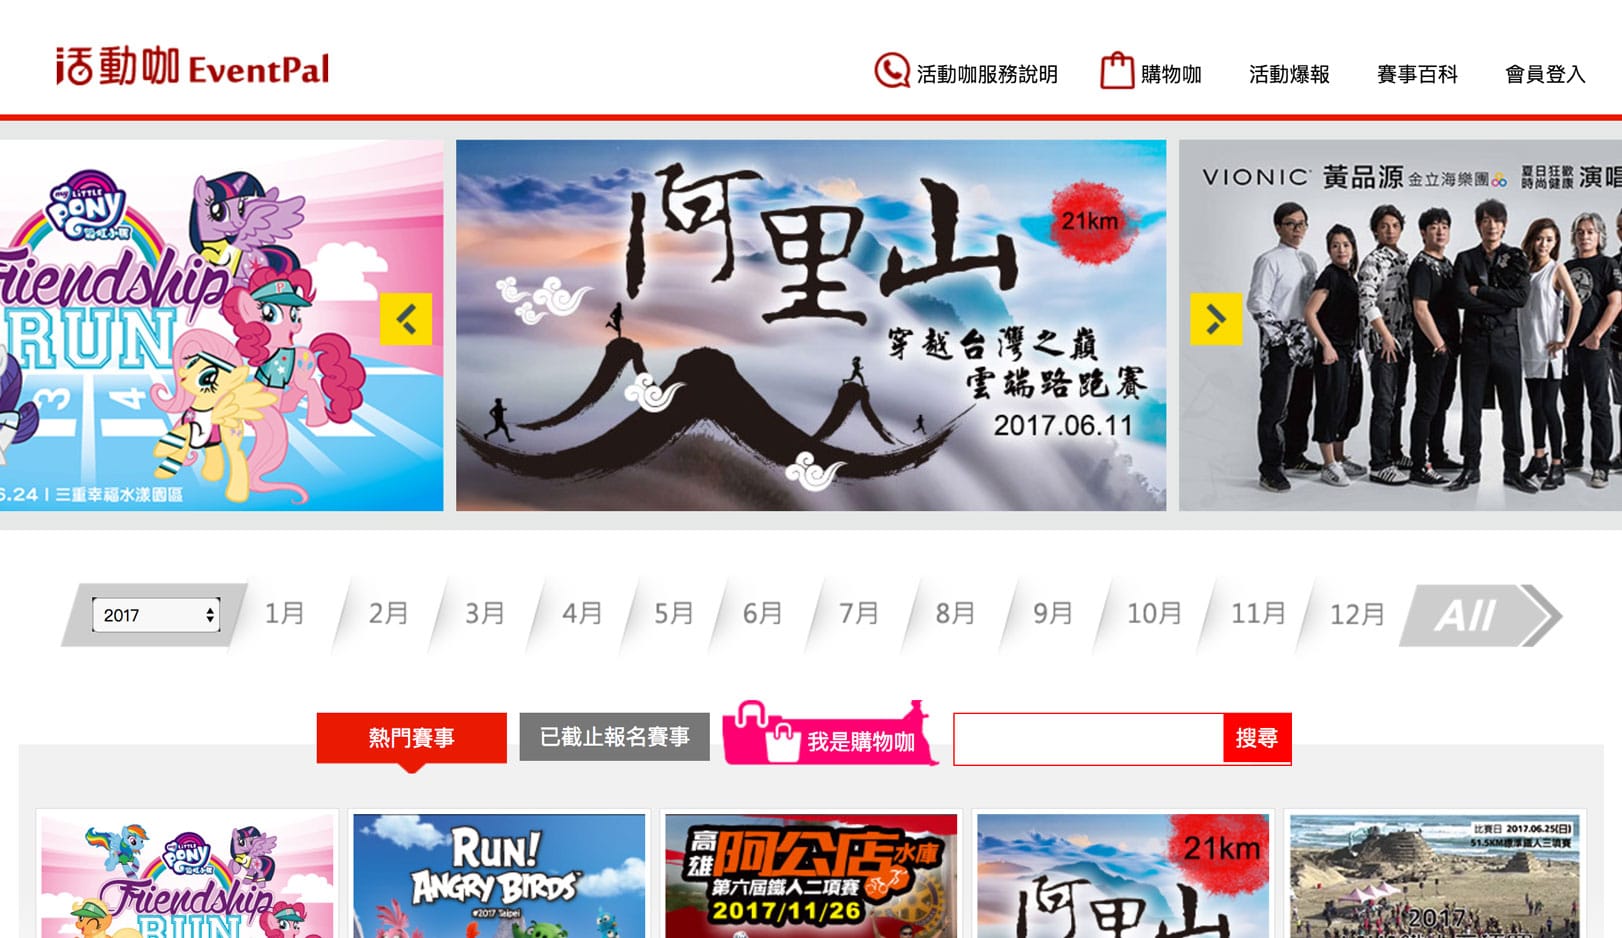 活動咖 EventPal
活動咖服務說明
購物咖
活動爆報
賽事百科
會員登入
my LITTLE
PONY
Friendship
RUN
3 4
6.24 | 三重幸福水漾園區
阿里山
21km
穿越台灣之巔
雲端路跑賽
2017.06.11
VIONIC 黃品源 金立海樂團 夏日狂歡 時尚健康 演唱
2017
1月
2月
3月
4月
5月
6月
7月
8月
9月
10月
11月
12月
All
熱門賽事
已截止報名賽事
我是購物咖
搜尋
my LITTLE
PONY
Friendship
RUN
Run!
ANGRY BIRDS
#2017 Taipei
高雄 阿公店 水庫
第六屆鐵人二項賽
2017/11/26
21km
阿里山
比賽日 2017.06.25(日)
51.5KM標準鐵人三項賽
2017